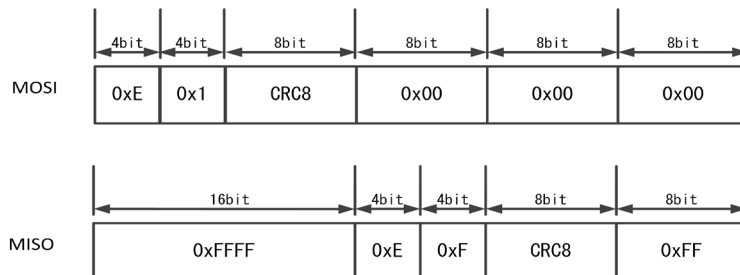 4bit 4bit 8bit 8bit 8bit 8bit
MOSI 0xE 0x1 CRC8 0x00 0x00 0x00
16bit 4bit 4bit 8bit 8bit
MISO 0xFFFF 0xE 0xF CRC8 0xFF